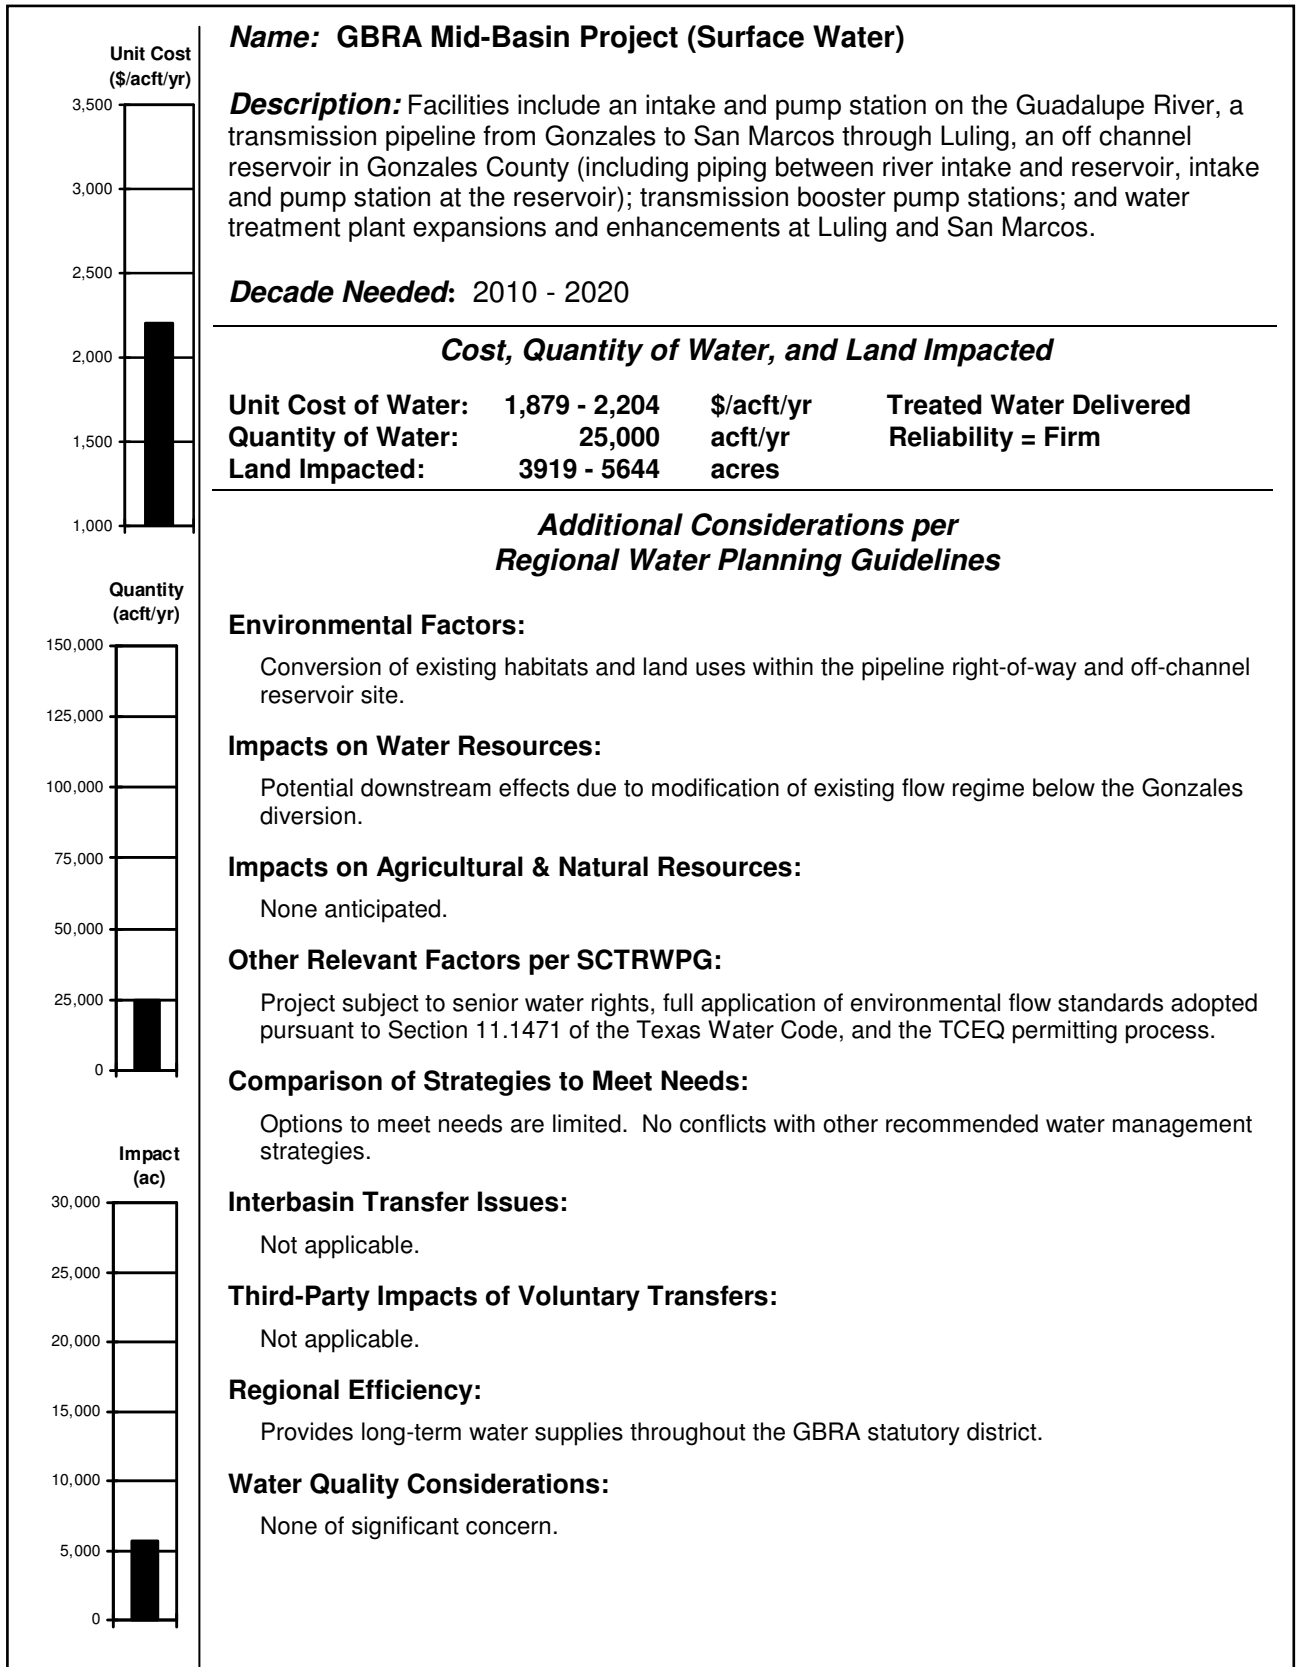 Unit Cost
($/acft/yr)
3,500
3,000
2,500
2,000
1,500
1,000
Quantity
(acft/yr)
150,000
125,000
100,000
75,000
50,000
25,000
0
Impact
(ac)
30,000
25,000
20,000
15,000
10,000
5,000
0
Name: GBRA Mid-Basin Project (Surface Water)
Description: Facilities include an intake and pump station on the Guadalupe River, a
transmission pipeline from Gonzales to San Marcos through Luling, an off channel
reservoir in Gonzales County (including piping between river intake and reservoir, intake
and pump station at the reservoir); transmission booster pump stations; and water
treatment plant expansions and enhancements at Luling and San Marcos.
Decade Needed: 2010 - 2020
Cost, Quantity of Water, and Land Impacted
Unit Cost of Water: 1,879 - 2,204 $/acft/yr Treated Water Delivered
Quantity of Water: 25,000 acft/yr Reliability = Firm
Land Impacted: 3919 - 5644 acres
Additional Considerations per
Regional Water Planning Guidelines
Environmental Factors:
Conversion of existing habitats and land uses within the pipeline right-of-way and off-channel
reservoir site.
Impacts on Water Resources:
Potential downstream effects due to modification of existing flow regime below the Gonzales
diversion.
Impacts on Agricultural & Natural Resources:
None anticipated.
Other Relevant Factors per SCTRWPG:
Project subject to senior water rights, full application of environmental flow standards adopted
pursuant to Section 11.1471 of the Texas Water Code, and the TCEQ permitting process.
Comparison of Strategies to Meet Needs:
Options to meet needs are limited. No conflicts with other recommended water management
strategies.
Interbasin Transfer Issues:
Not applicable.
Third-Party Impacts of Voluntary Transfers:
Not applicable.
Regional Efficiency:
Provides long-term water supplies throughout the GBRA statutory district.
Water Quality Considerations:
None of significant concern.